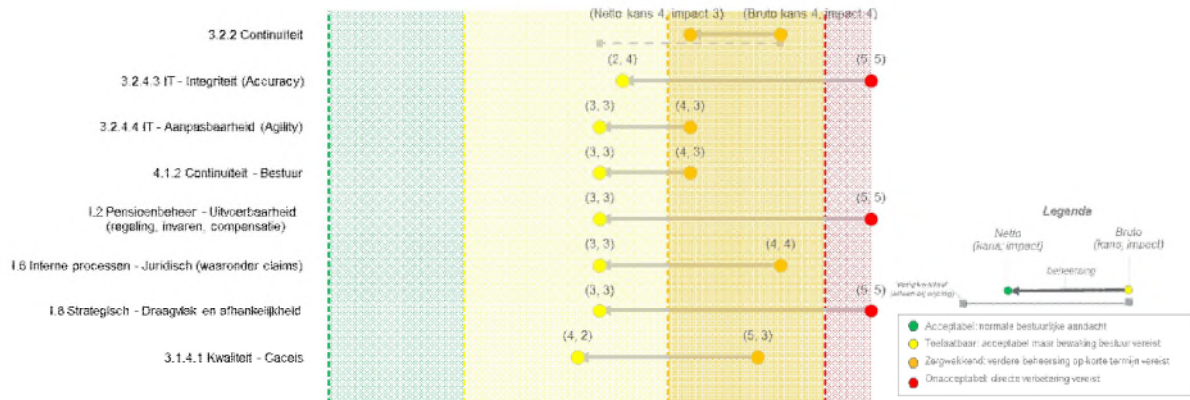 (Netto kans 4, impact 3) (Bruto kans 4, impact 4)
3.2.2 Continuïteit
(2, 4) (5, 5)
3.2.4.3 IT - Integriteit (Accuracy)
(3, 3) (4, 3)
3.2.4.4 IT - Aanpasbaarheid (Agility)
(3, 3) (4, 3)
4.1.2 Continuïteit - Bestuur
(3, 3) (5, 5)
I.2 Pensioenbeheer - Uitvoerbaarheid
(regeling, invaren, compensatie)
(3, 3) (4, 4)
I.6 Interne processen - Juridisch (waaronder claims)
(3, 3) (5, 5)
I.8 Strategisch - Draagvlak en afhankelijkheid
(4, 2) (5, 3)
3.1.4.1 Kwaliteit - Caceis
Legenda
Netto Bruto
(kans, impact) (kans, impact)
beheersing
Acceptabel: normale bestuurlijke aandacht
Toelaatbaar: acceptabel maar bewaking bestuur vereist
Zorgwekkend: verdere beheersing op korte termijn vereist
Onacceptabel: directe verbetering vereist